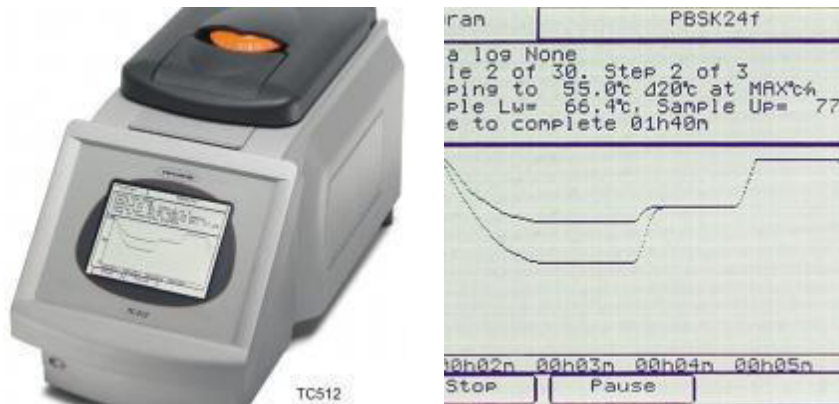 TC512
ram PBSK24f
a log None
le 2 of 30. Step 2 of 3
ping to 55.0℃ Δ20℃ at MAX℃/s
ple Lw= 66.4℃. Sample Up= 77
e to complete 01h40m
00h02m 00h03m 00h04m 00h05m
Stop Pause